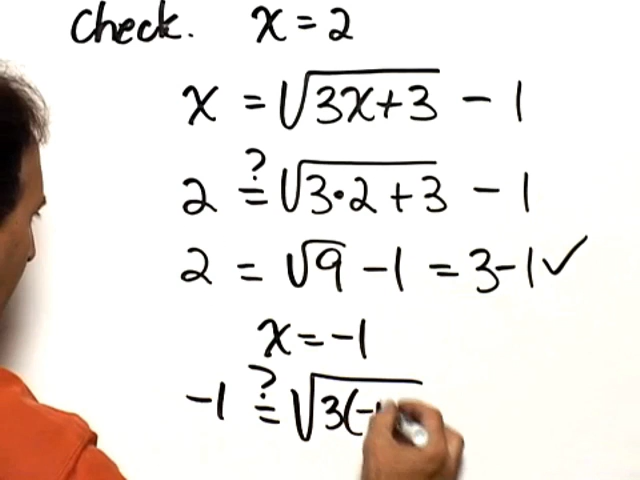 Check. x = 2
x = √3x+3 - 1
2 ≟ √3·2+3 - 1
2 = √9 - 1 = 3-1 ✓
x = -1
-1 ≟ √3(-